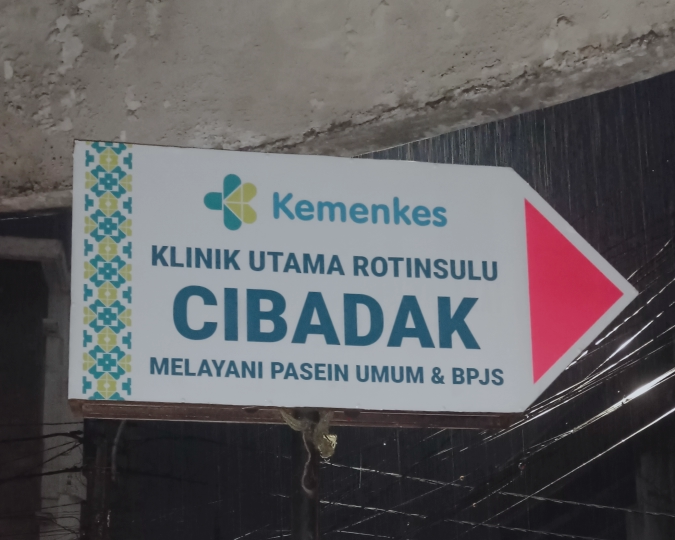 Kemenkes
KLINIK UTAMA ROTINSULU
CIBADAK
MELAYANI PASEIN UMUM & BPJS